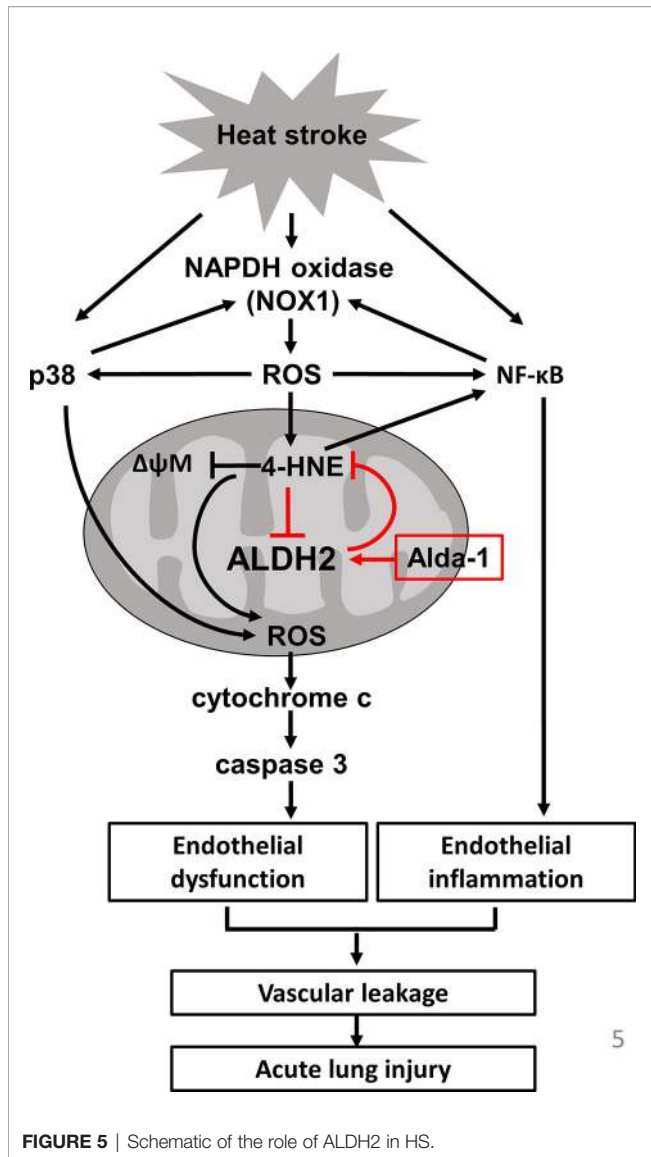 Heat stroke
NAPDH oxidase
(NOX1)
p38
ROS
NF-κB
ΔψM
4-HNE
ALDH2
Alda-1
ROS
cytochrome c
caspase 3
Endothelial
dysfunction
Endothelial
inflammation
Vascular leakage
5
Acute lung injury
FIGURE 5 | Schematic of the role of ALDH2 in HS.